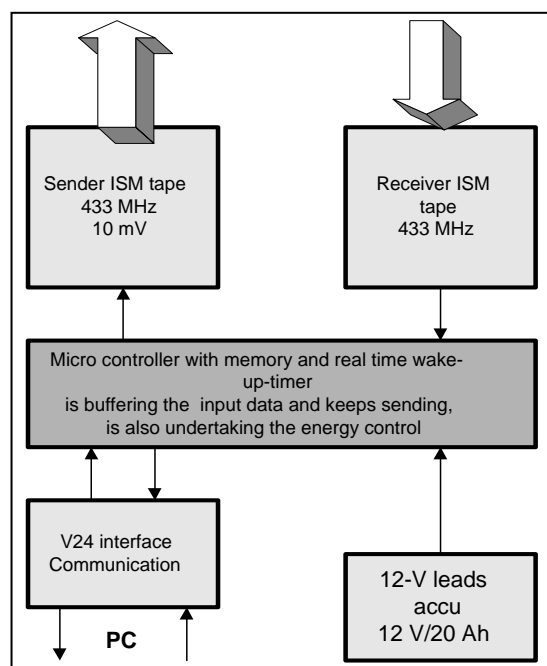 Sender ISM tape
433 MHz
10 mV
Receiver ISM
tape
433 MHz
Micro controller with memory and real time wake-
up-timer
is buffering the input data and keeps sending,
is also undertaking the energy control
V24 interface
Communication
12-V leads
accu
12 V/20 Ah
PC